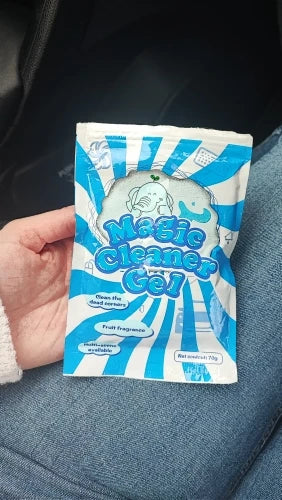 Magic
Cleaner
Gel
Clean the
dead corners
Fruit fragrance
Multi-scene
available
Net content: 70g